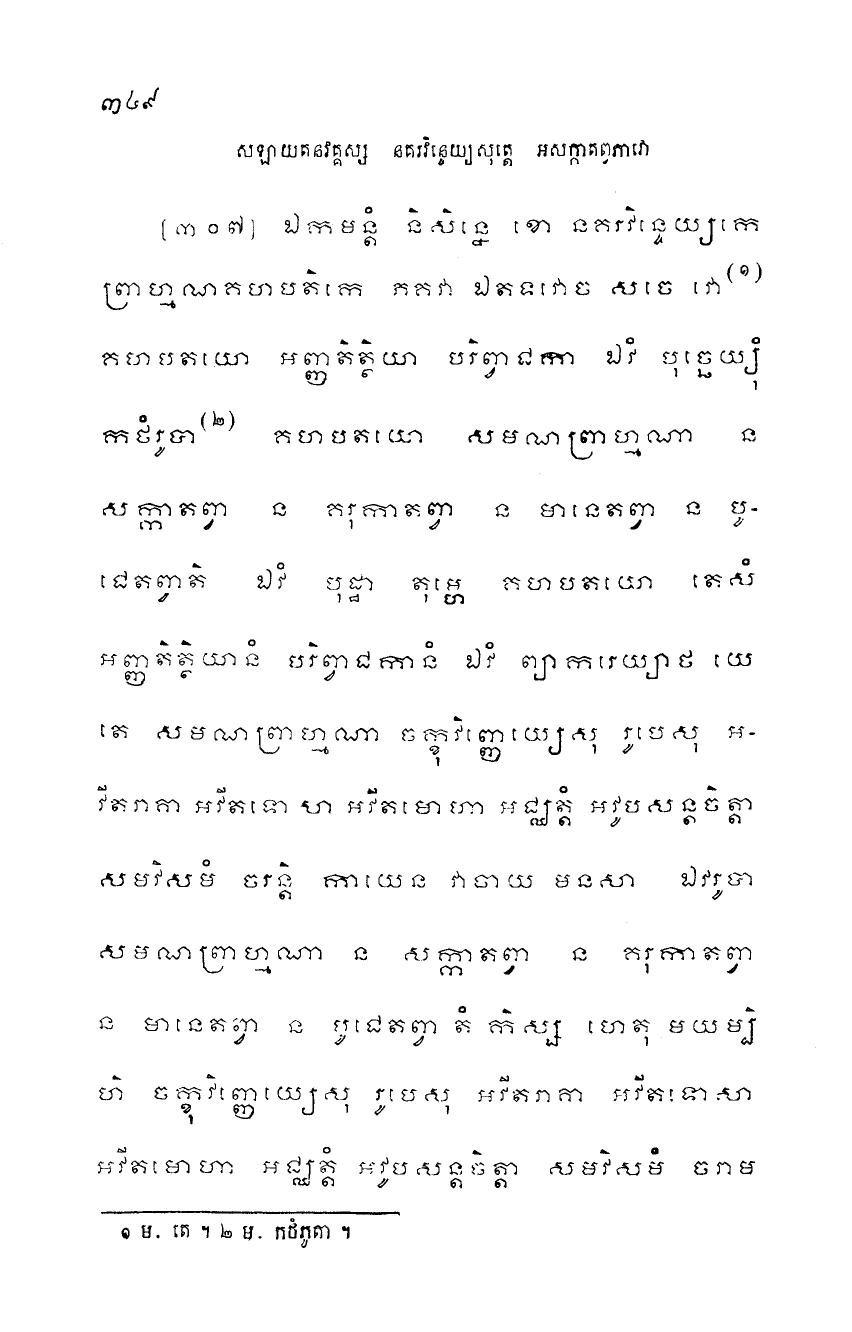 ៣៤៩
សឡាយតនវគ្គស្ស នគរវិន្ទេយ្យសុត្តេ អសក្កាតព្វភាវោ
[៣០៧] ឯកមន្តំ និសិន្នេ ខោ នគរវិន្ទេយ្យកេ
ព្រាហ្មណគហបតិកេ ភគវា ឯតទវោច សចេ វោ(១)
គហបតយោ អញ្ញតិត្ថិយា បរិព្វាជកា ឯវំ បុច្ឆេយ្យុំ
កថំរូបា(២) គហបតយោ សមណព្រាហ្មណា ន
សក្កាតព្វា ន គរុកាតព្វា ន មានេតព្វា ន បូ-
ជេតព្វាតិ ឯវំ បុដ្ឋា តុម្ហេ គហបតយោ តេសំ
អញ្ញតិត្ថិយានំ បរិព្វាជកានំ ឯវំ ព្យាករេយ្យាថ យេ
តេ សមណព្រាហ្មណា ចក្ខុវិញ្ញេយ្យេសុ រូបេសុ អ-
វីតរាគា អវីតទោសា អវីតមោហា អជ្ឈត្តំ អវូបសន្តចិត្តា
សមវិសមំ ចរន្តិ កាយេន វាចាយ មនសា ឯវរូបា
សមណព្រាហ្មណា ន សក្កាតព្វា ន គរុកាតព្វា
ន មានេតព្វា ន បូជេតព្វា តំ កិស្ស ហេតុ មយម្បិ
ហិ ចក្ខុវិញ្ញេយ្យេសុ រូបេសុ អវីតរាគា អវីតទោសា
អវីតមោហា អជ្ឈត្តំ អវូបសន្តចិត្តា សមវិសមំ ចរាម
១ ម. តេ ។ ២ ម. កថំភូតា ។